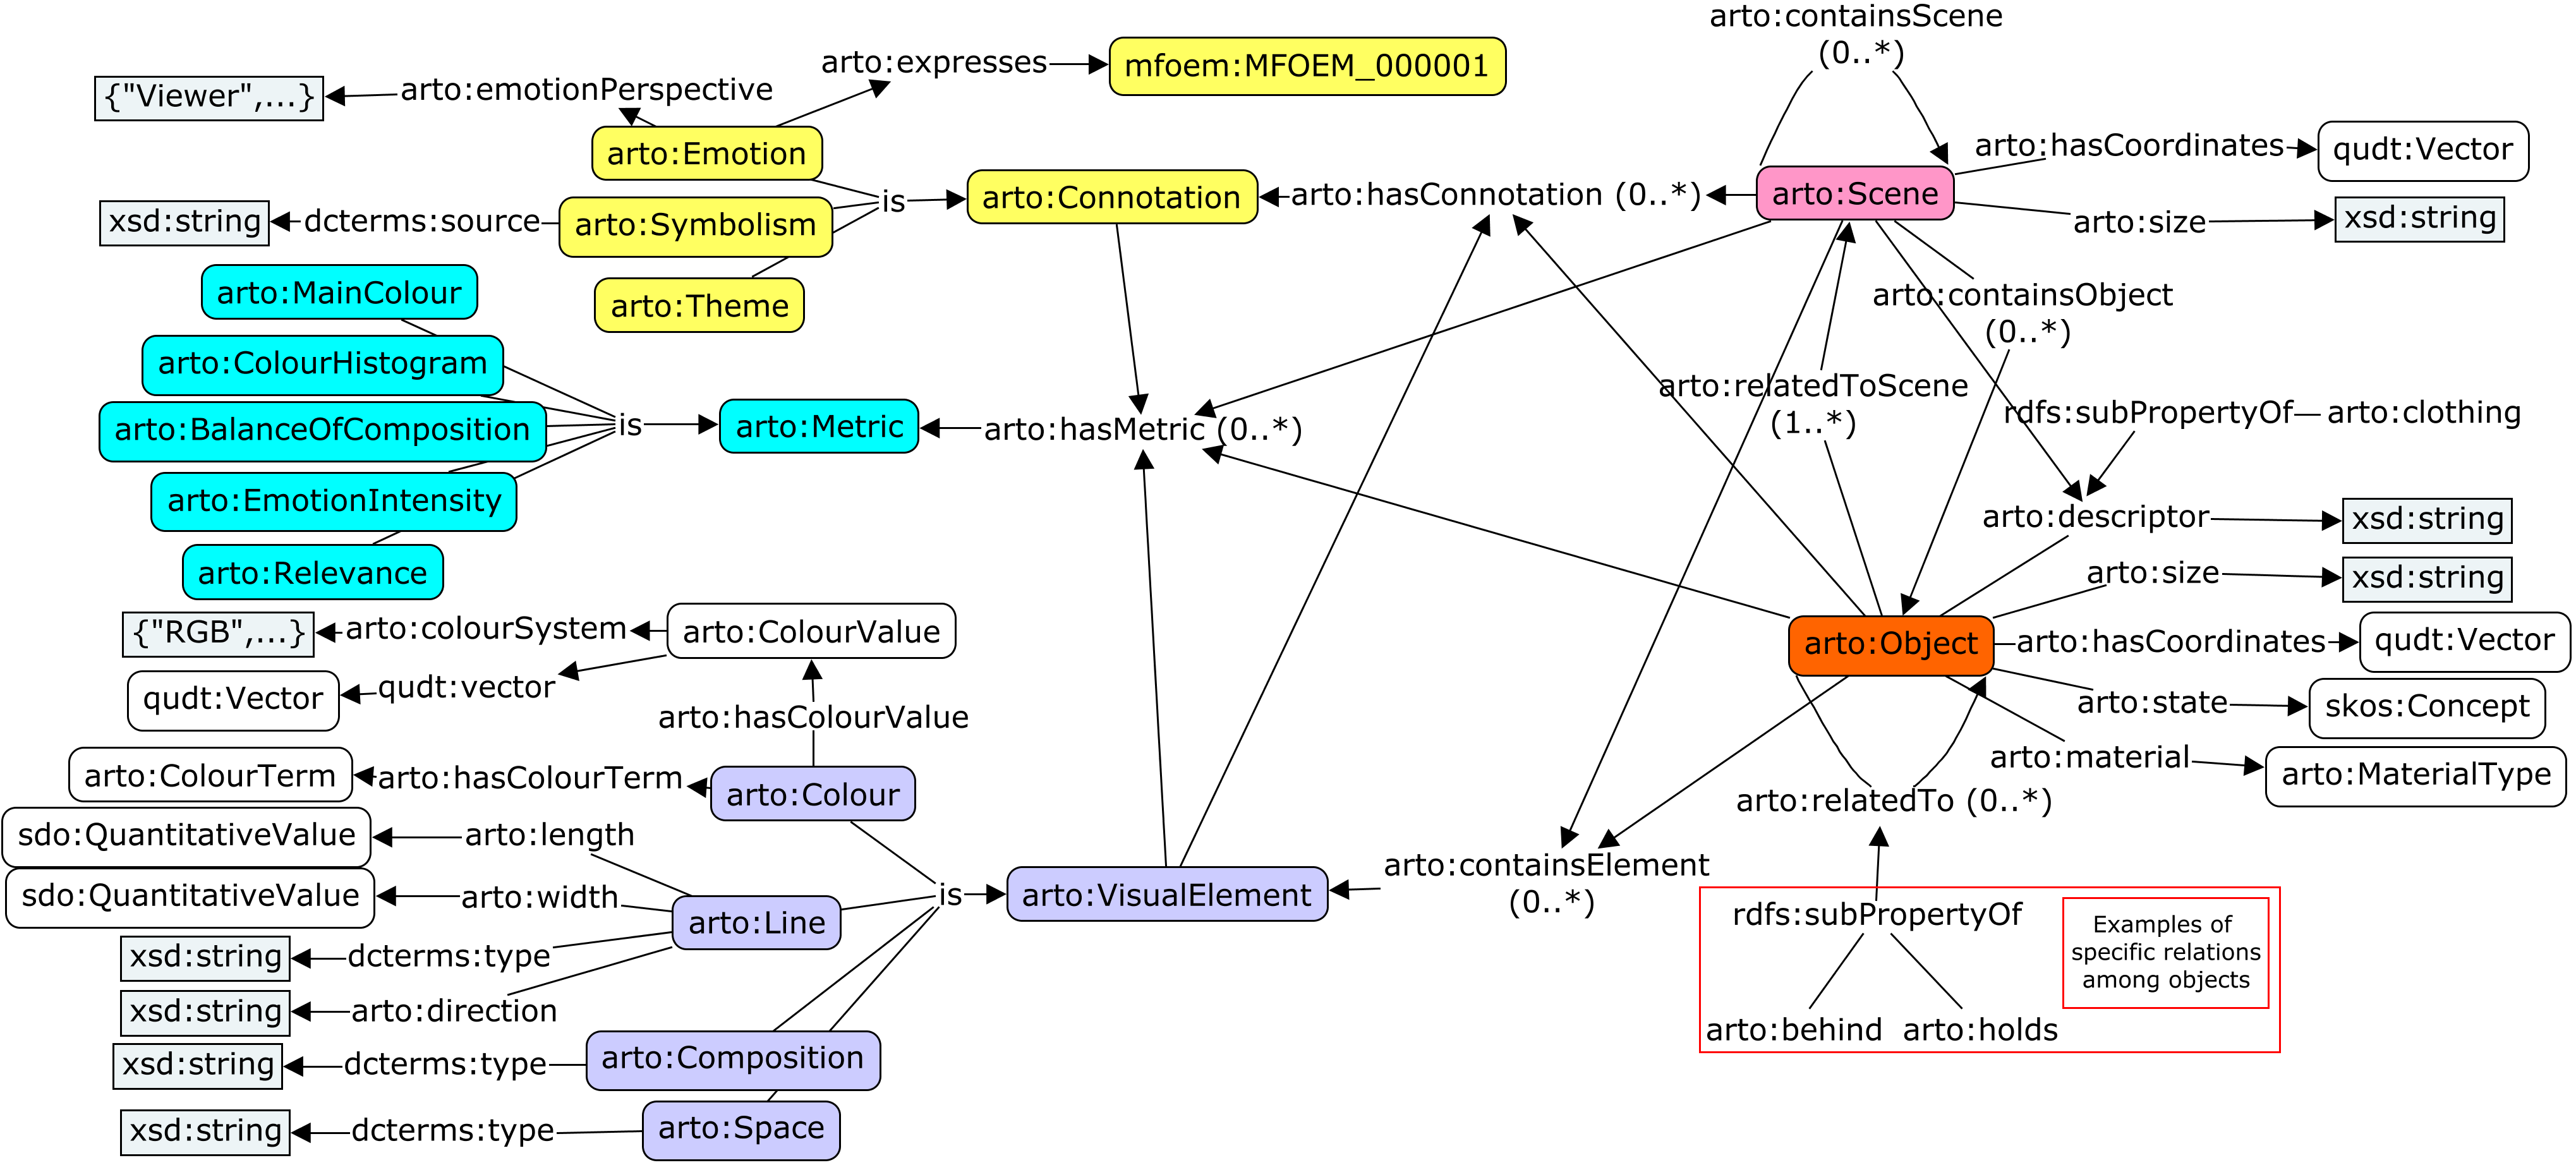 arto:containsScene
(0..*)
arto:expresses
mfoem:MFOEM_000001
{"Viewer",...}
arto:emotionPerspective
arto:Emotion
arto:hasCoordinates
qudt:Vector
xsd:string
dcterms:source
arto:Symbolism
is
arto:Connotation
arto:hasConnotation (0..*)
arto:Scene
arto:size
xsd:string
arto:Theme
arto:MainColour
arto:containsObject
(0..*)
arto:ColourHistogram
arto:relatedToScene
(1..*)
arto:BalanceOfComposition
is
arto:Metric
arto:hasMetric (0..*)
rdfs:subPropertyOf
arto:clothing
arto:EmotionIntensity
arto:descriptor
xsd:string
arto:Relevance
arto:size
xsd:string
{"RGB",...}
arto:colourSystem
arto:ColourValue
arto:Object
arto:hasCoordinates
qudt:Vector
qudt:Vector
qudt:vector
arto:hasColourValue
arto:state
skos:Concept
arto:ColourTerm
arto:hasColourTerm
arto:Colour
arto:material
arto:MaterialType
arto:relatedTo (0..*)
sdo:QuantitativeValue
arto:length
sdo:QuantitativeValue
arto:width
arto:Line
is
arto:VisualElement
arto:containsElement
(0..*)
rdfs:subPropertyOf
Examples of
specific relations
among objects
xsd:string
dcterms:type
xsd:string
arto:direction
arto:behind
arto:holds
xsd:string
dcterms:type
arto:Composition
xsd:string
dcterms:type
arto:Space